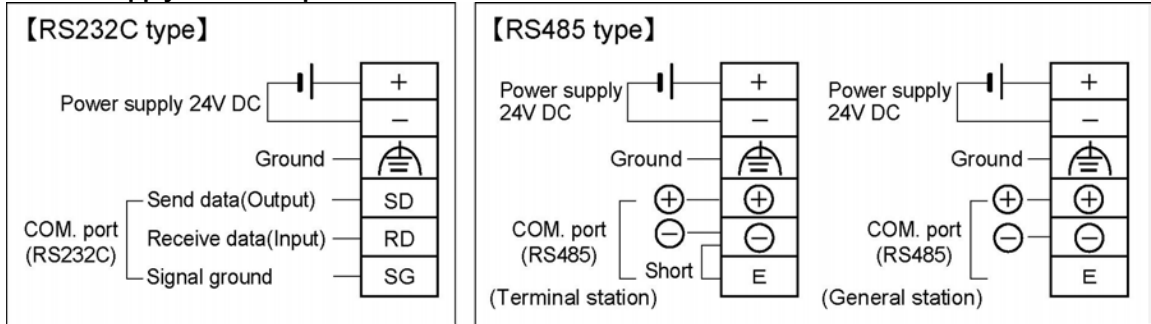 【RS232C type】
+
Power supply 24V DC
−
Ground
Send data(Output)
SD
COM. port
(RS232C)
Receive data(Input)
RD
Signal ground
SG
【RS485 type】
Power supply
24V DC
+
−
Ground
+
−
COM. port
(RS485)
+
−
Short
E
(Terminal station)
Power supply
24V DC
+
−
Ground
+
−
COM. port
(RS485)
+
−
E
(General station)